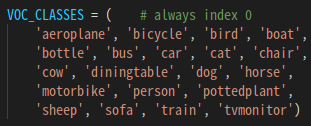 VOC_CLASSES = (    # always index 0
    'aeroplane', 'bicycle', 'bird', 'boat',
    'bottle', 'bus', 'car', 'cat', 'chair',
    'cow', 'diningtable', 'dog', 'horse',
    'motorbike', 'person', 'pottedplant',
    'sheep', 'sofa', 'train', 'tvmonitor')